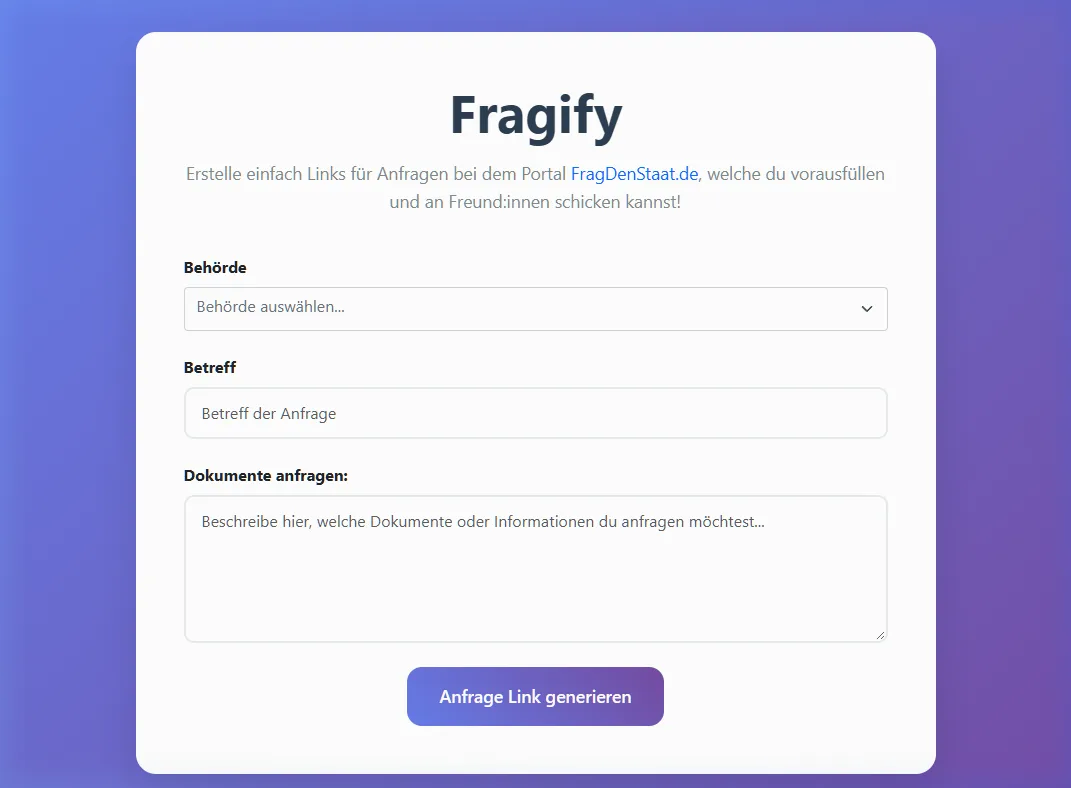 Fragify
Erstelle einfach Links für Anfragen bei dem Portal FragDenStaat.de, welche du vorausfüllen
und an Freund:innen schicken kannst!
Behörde
Behörde auswählen...
Betreff
Betreff der Anfrage
Dokumente anfragen:
Beschreibe hier, welche Dokumente oder Informationen du anfragen möchtest...
Anfrage Link generieren